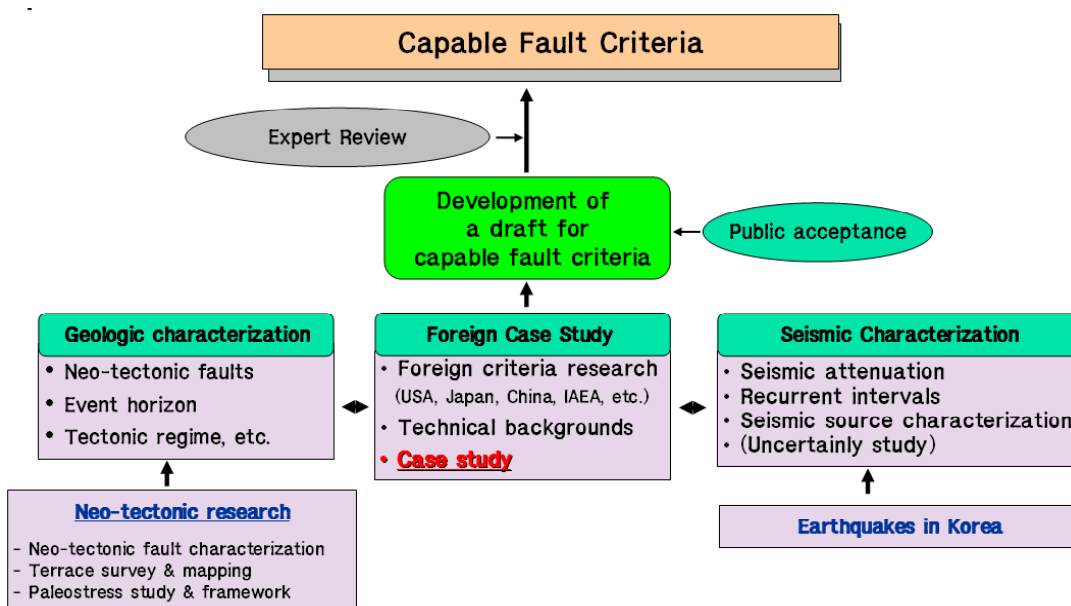 Capable Fault Criteria
Expert Review
Development of
a draft for
capable fault criteria
Public acceptance
Geologic characterization
• Neo-tectonic faults
• Event horizon
• Tectonic regime, etc.
Foreign Case Study
• Foreign criteria research
(USA, Japan, China, IAEA, etc.)
• Technical backgrounds
• Case study
Seismic Characterization
• Seismic attenuation
• Recurrent intervals
• Seismic source characterization
• (Uncertainly study)
Neo-tectonic research
- Neo-tectonic fault characterization
- Terrace survey & mapping
- Paleostress study & framework
Earthquakes in Korea